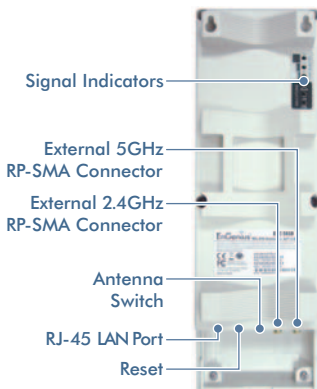 Signal Indicators
External 5GHz
RP-SMA Connector
External 2.4GHz
RP-SMA Connector
EnGenius
Antenna
Switch
RJ-45 LAN Port
Reset